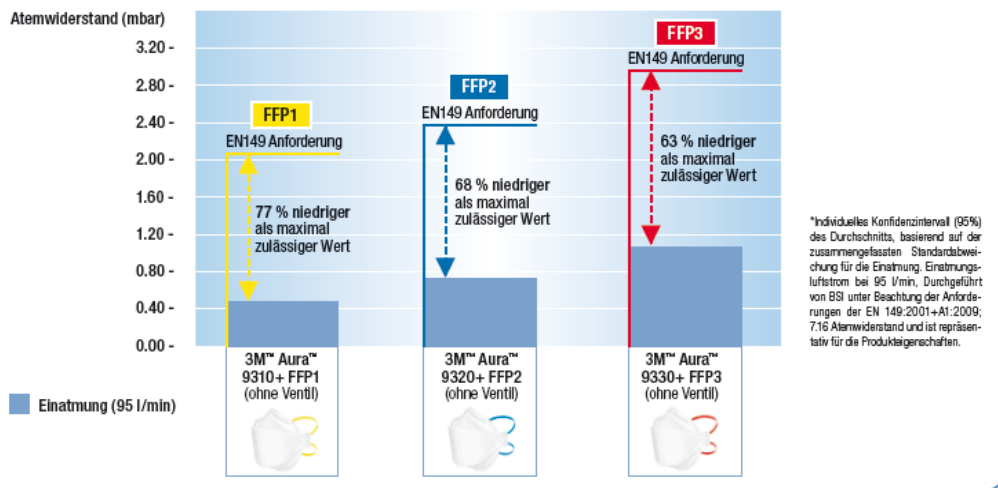 Atemwiderstand (mbar)
3.20 -
2.80 -
2.40 -
2.00 -
1.60 -
1.20 -
0.80 -
0.40 -
0.00 -
FFP1
EN149 Anforderung
77 % niedriger
als maximal
zulässiger Wert
FFP2
EN149 Anforderung
68 % niedriger
als maximal
zulässiger Wert
FFP3
EN149 Anforderung
63 % niedriger
als maximal
zulässiger Wert
3M™ Aura™
9310+ FFP1
(ohne Ventil)
3M™ Aura™
9320+ FFP2
(ohne Ventil)
3M™ Aura™
9330+ FFP3
(ohne Ventil)
Einatmung (95 l/min)
*Individuelles Konfidenzintervall (95%)
des Durchschnitts, basierend auf der
zusammengefassten Standardabwei-
chung für die Einatmung. Einatmungs-
luftstrom bei 95 l/min, Durchgeführt
von BSI unter Beachtung der Anforde-
rungen der EN 149:2001+A1:2009;
7.16 Atemwiderstand und ist repräsen-
tativ für die Produkteigenschaften.